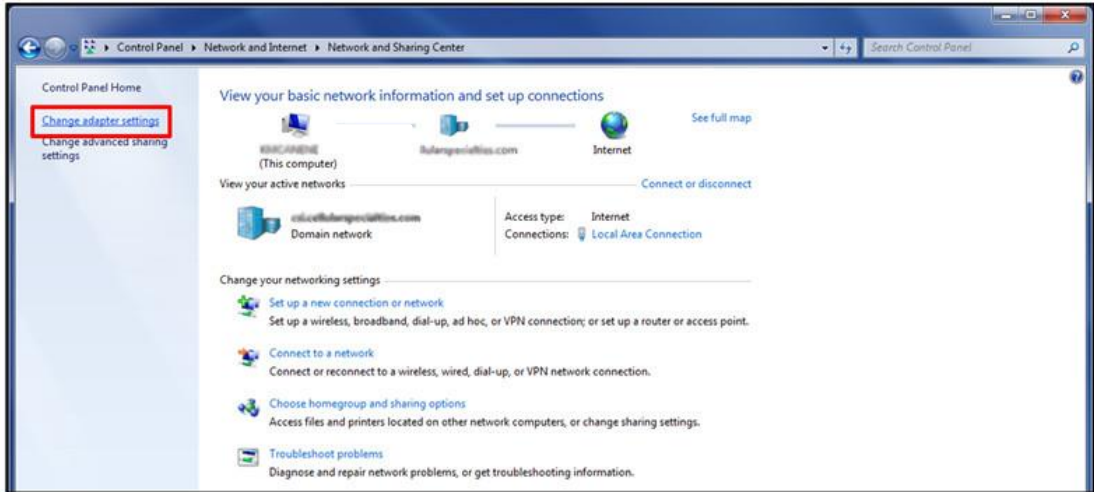 Control Panel ▸ Network and Internet ▸ Network and Sharing Center
Search Control Panel
Control Panel Home
Change adapter settings
Change advanced sharing
settings
View your basic network information and set up connections
See full map
(This computer)
Internet
View your active networks
Connect or disconnect
Domain network
Access type: Internet
Connections: Local Area Connection
Change your networking settings
Set up a new connection or network
Set up a wireless, broadband, dial-up, ad hoc, or VPN connection; or set up a router or access point.
Connect to a network
Connect or reconnect to a wireless, wired, dial-up, or VPN network connection.
Choose homegroup and sharing options
Access files and printers located on other network computers, or change sharing settings.
Troubleshoot problems
Diagnose and repair network problems, or get troubleshooting information.